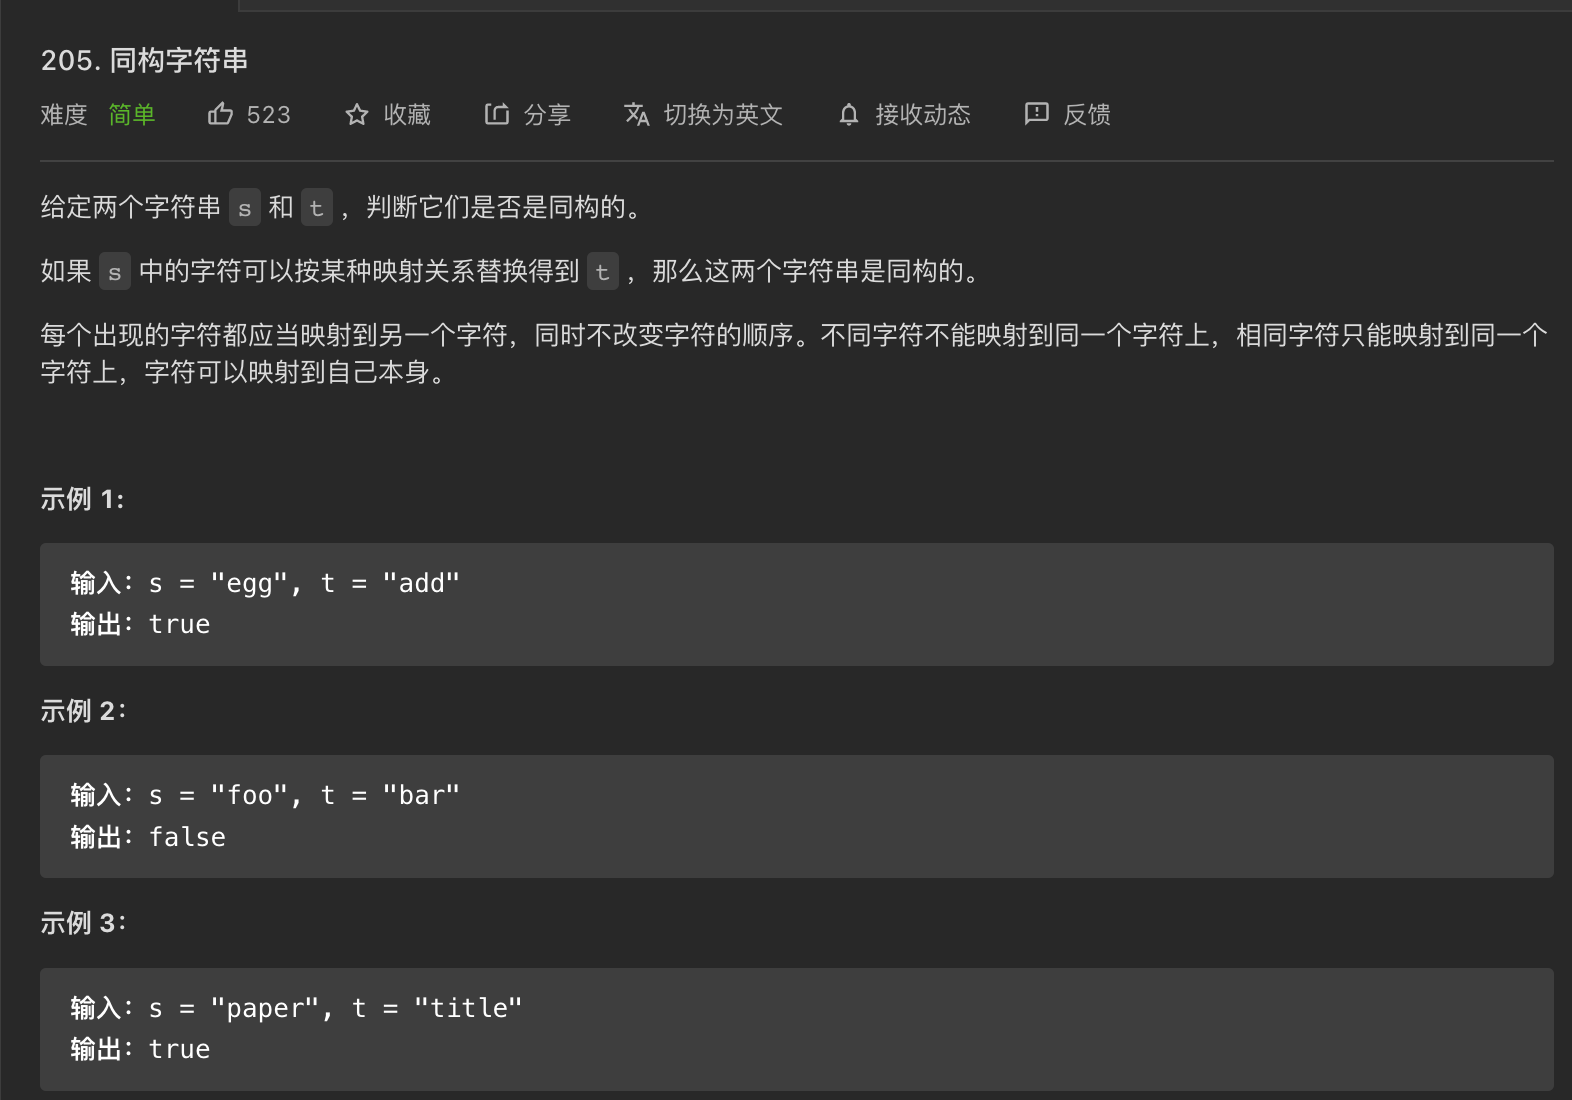 205. 同构字符串
难度 简单 523 收藏 分享 切换为英文 接收动态 反馈
给定两个字符串 s 和 t ，判断它们是否是同构的。
如果 s 中的字符可以按某种映射关系替换得到 t ，那么这两个字符串是同构的。
每个出现的字符都应当映射到另一个字符，同时不改变字符的顺序。不同字符不能映射到同一个字符上，相同字符只能映射到同一个
字符上，字符可以映射到自己本身。
示例 1:
输入：s = "egg", t = "add"
输出：true
示例 2：
输入：s = "foo", t = "bar"
输出：false
示例 3：
输入：s = "paper", t = "title"
输出：true